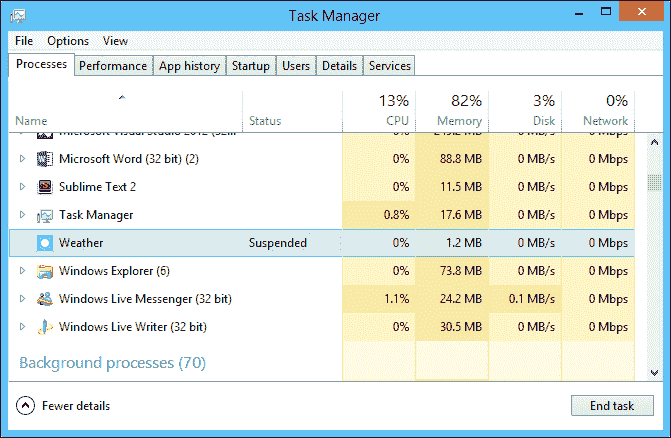 Task Manager
File Options View
Processes Performance App history Startup Users Details Services
13% 82% 3% 0%
Name Status CPU Memory Disk Network
0% 0 MB/s 0 Mbps
Microsoft Word (32 bit) (2) 0% 88.8 MB 0 MB/s 0 Mbps
Sublime Text 2 0% 11.5 MB 0 MB/s 0 Mbps
Task Manager 0.8% 17.6 MB 0 MB/s 0 Mbps
Weather Suspended 0% 1.2 MB 0 MB/s 0 Mbps
Windows Explorer (6) 0% 73.8 MB 0 MB/s 0 Mbps
Windows Live Messenger (32 bit) 1.1% 24.2 MB 0.1 MB/s 0 Mbps
Windows Live Writer (32 bit) 0% 30.5 MB 0 MB/s 0 Mbps
Background processes (70)
Fewer details End task